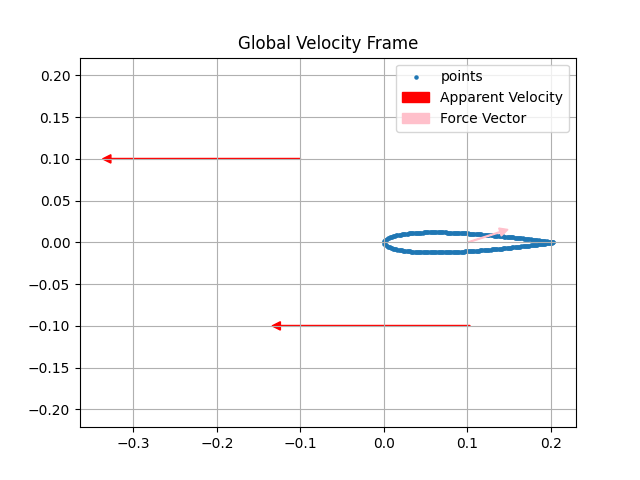 Global Velocity Frame
points
Apparent Velocity
Force Vector
0.20
0.15
0.10
0.05
0.00
−0.05
−0.10
−0.15
−0.20
−0.3 −0.2 −0.1 0.0 0.1 0.2